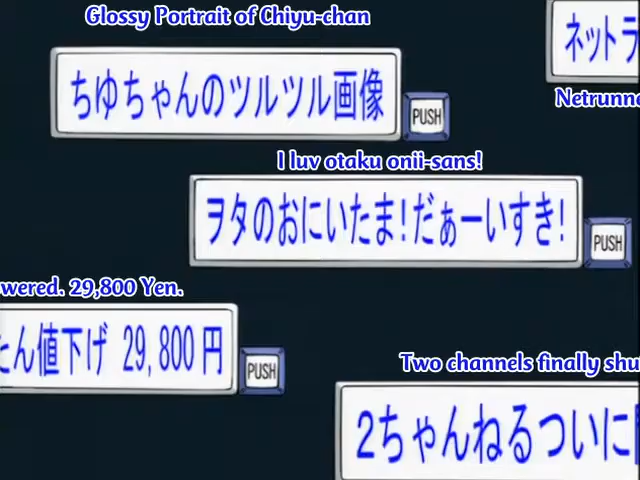 Glossy Portrait of Chiyu-chan
ネットラ
ちゆちゃんのツルツル画像 PUSH
Netrunn
I luv otaku onii-sans!
ヲタのおにいたま!だぁーいすき! PUSH
wered. 29,800 Yen.
たん値下げ 29,800円 PUSH
Two channels finally shu
2ちゃんねるついに